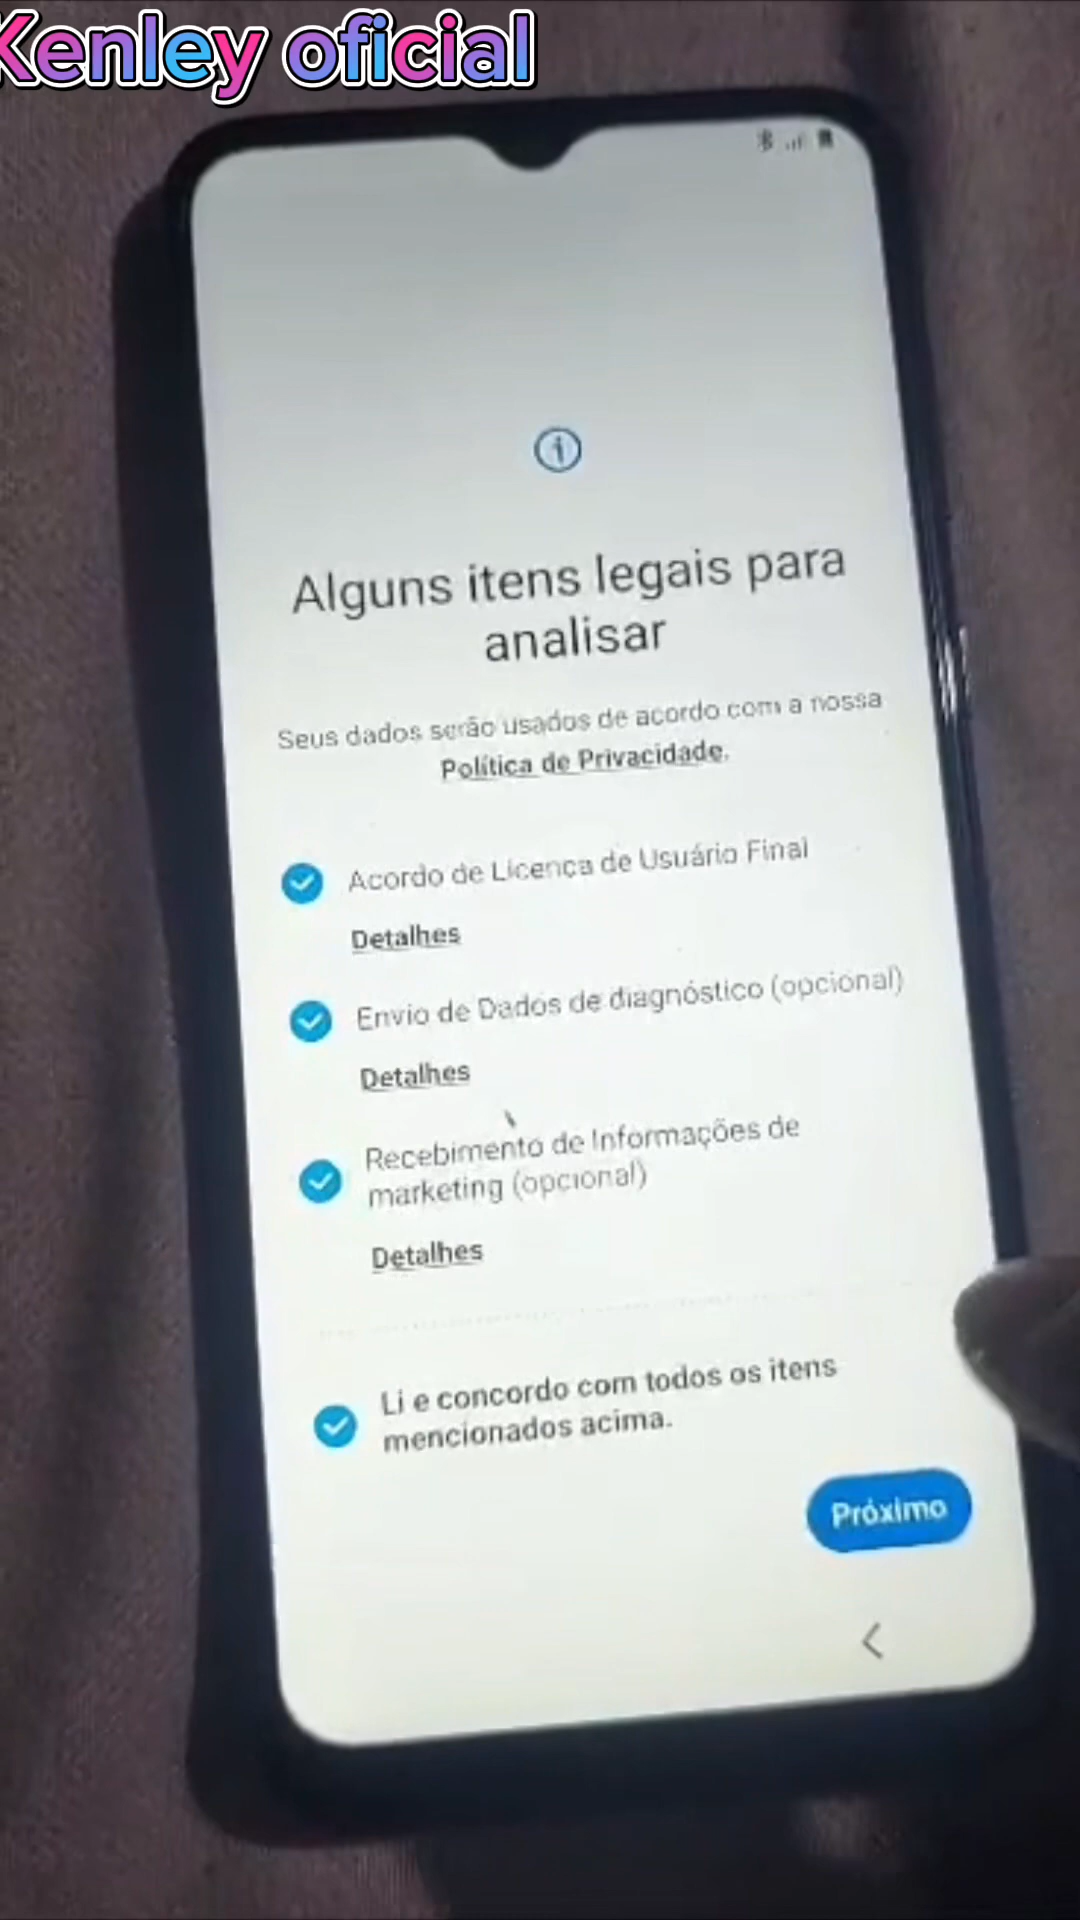 Kenley oficial
Alguns itens legais para
analisar
Seus dados serão usados de acordo com a nossa
Política de Privacidade.
Acordo de Licença de Usuário Final
Detalhes
Envio de Dados de diagnóstico (opcional)
Detalhes
Recebimento de Informações de
marketing (opcional)
Detalhes
Li e concordo com todos os itens
mencionados acima.
Próximo